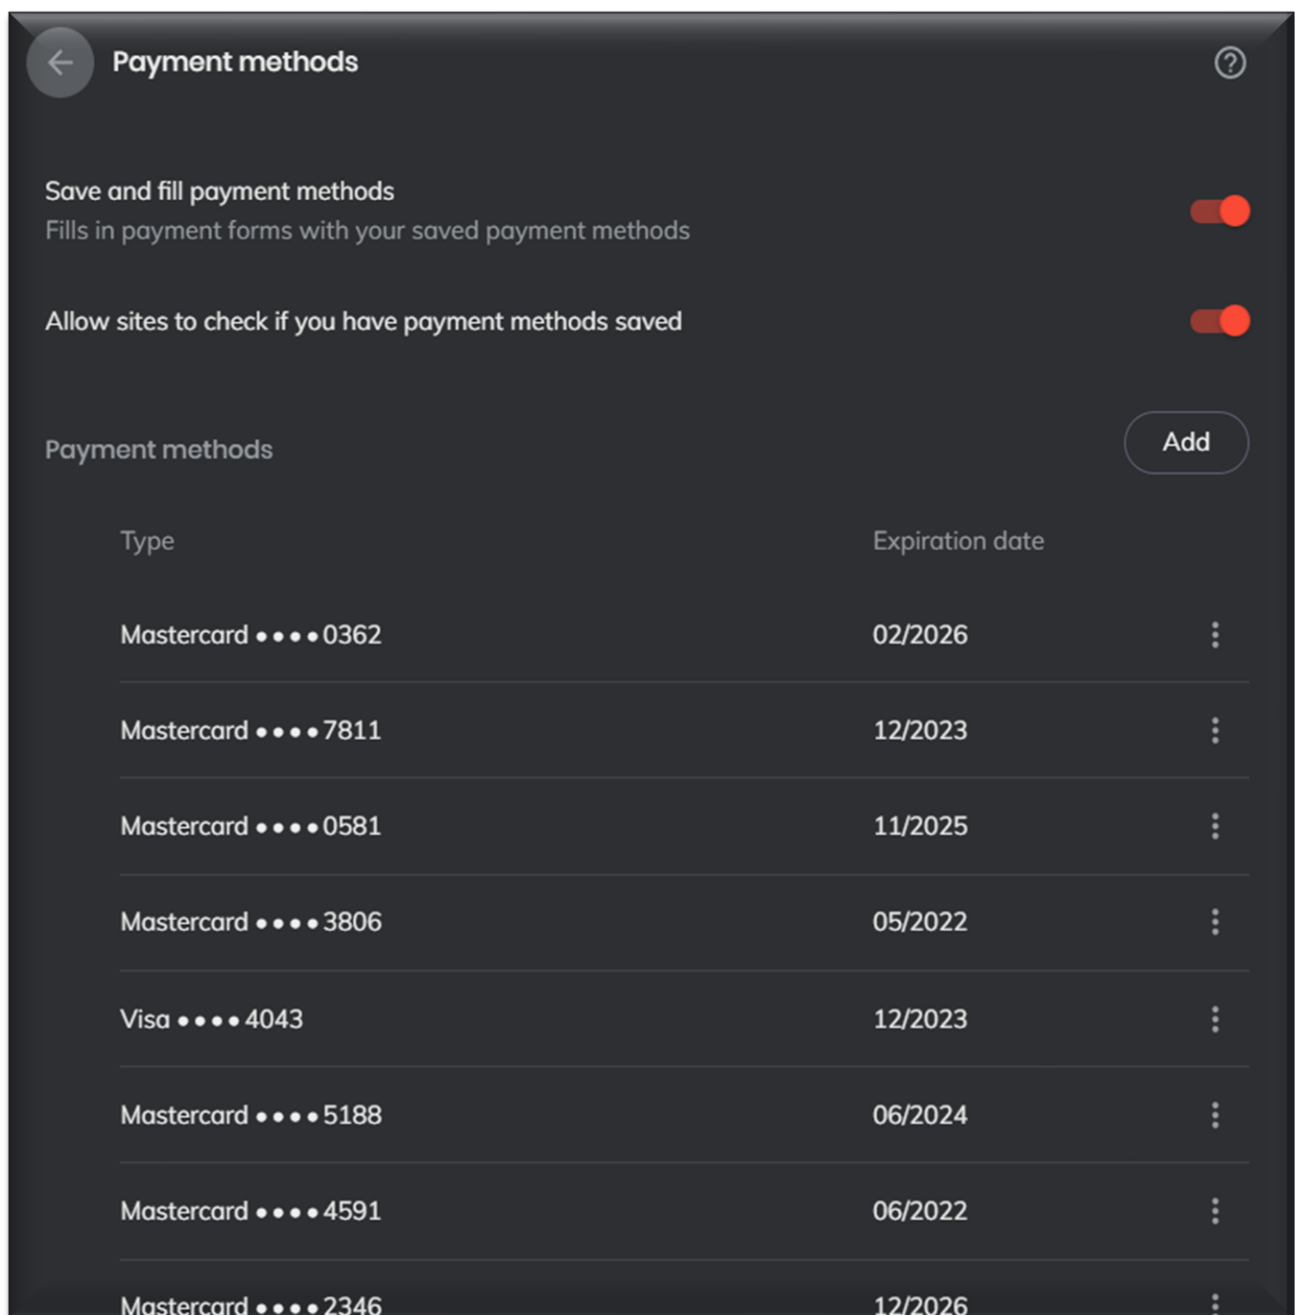 Payment methods
Save and fill payment methods
Fills in payment forms with your saved payment methods
Allow sites to check if you have payment methods saved
Payment methods
Add
Type Expiration date
Mastercard ••••0362 02/2026
Mastercard ••••7811 12/2023
Mastercard ••••0581 11/2025
Mastercard ••••3806 05/2022
Visa ••••4043 12/2023
Mastercard ••••5188 06/2024
Mastercard ••••4591 06/2022
Mastercard ••••2346 12/2026